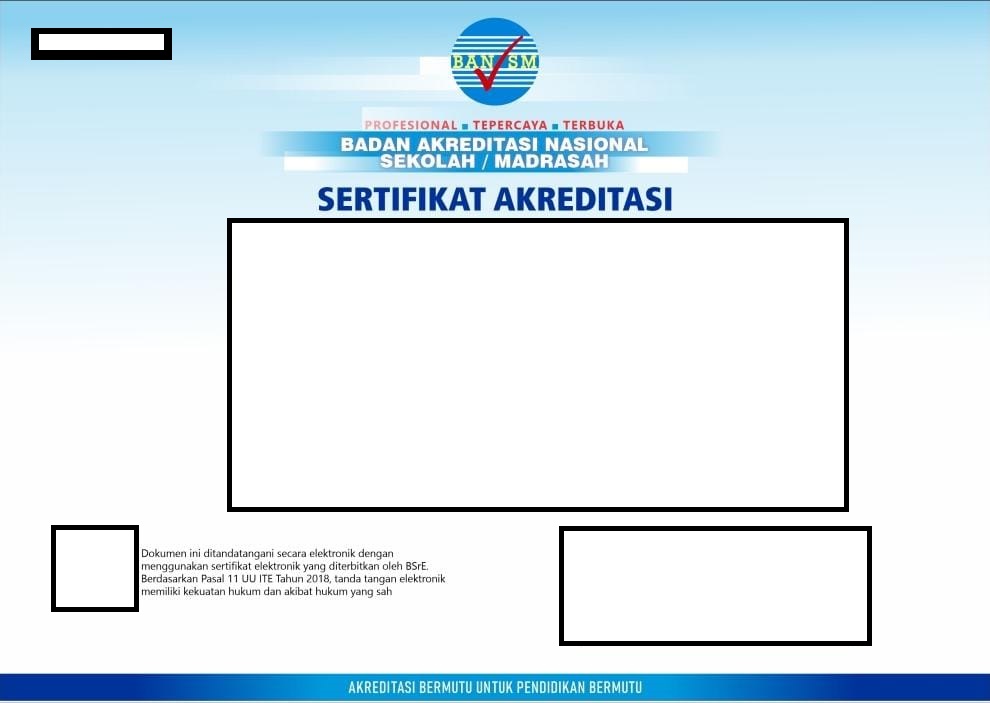 BAN SM
PROFESIONAL ▪ TEPERCAYA ▪ TERBUKA
BADAN AKREDITASI NASIONAL
SEKOLAH / MADRASAH
SERTIFIKAT AKREDITASI
Dokumen ini ditandatangani secara elektronik dengan
menggunakan sertifikat elektronik yang diterbitkan oleh BSrE.
Berdasarkan Pasal 11 UU ITE Tahun 2018, tanda tangan elektronik
memiliki kekuatan hukum dan akibat hukum yang sah
AKREDITASI BERMUTU UNTUK PENDIDIKAN BERMUTU